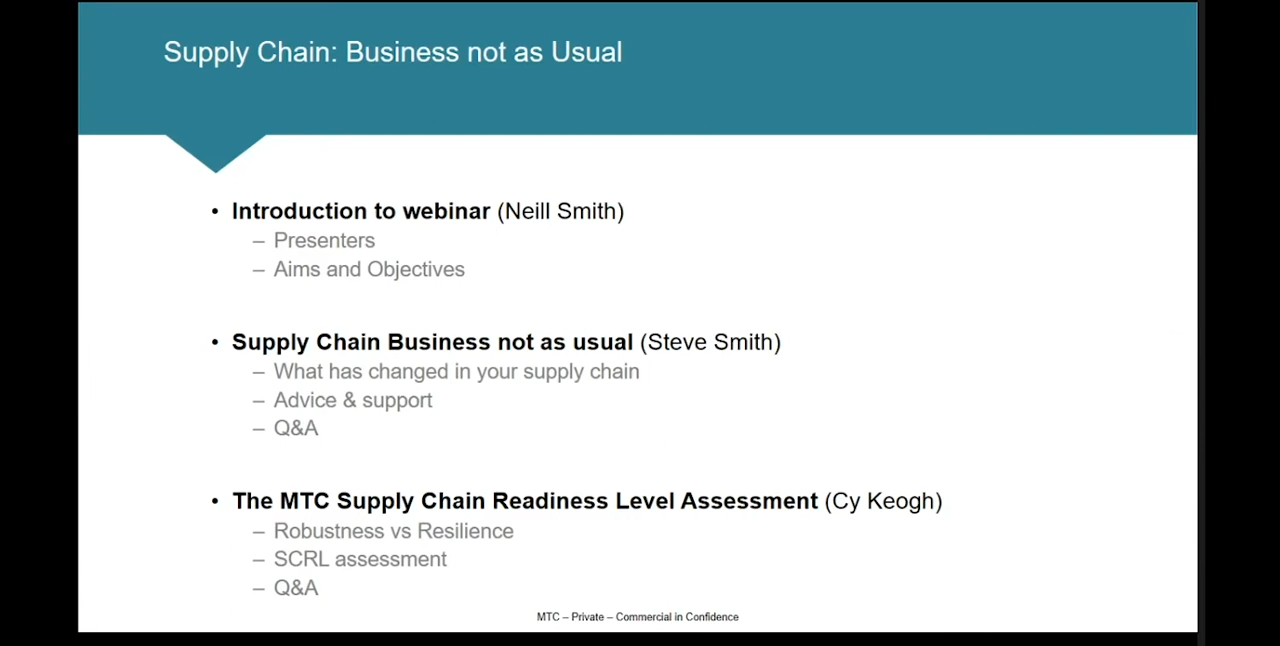 Supply Chain: Business not as Usual
• Introduction to webinar (Neill Smith)
– Presenters
– Aims and Objectives
• Supply Chain Business not as usual (Steve Smith)
– What has changed in your supply chain
– Advice & support
– Q&A
• The MTC Supply Chain Readiness Level Assessment (Cy Keogh)
– Robustness vs Resilience
– SCRL assessment
– Q&A
MTC – Private – Commercial in Confidence